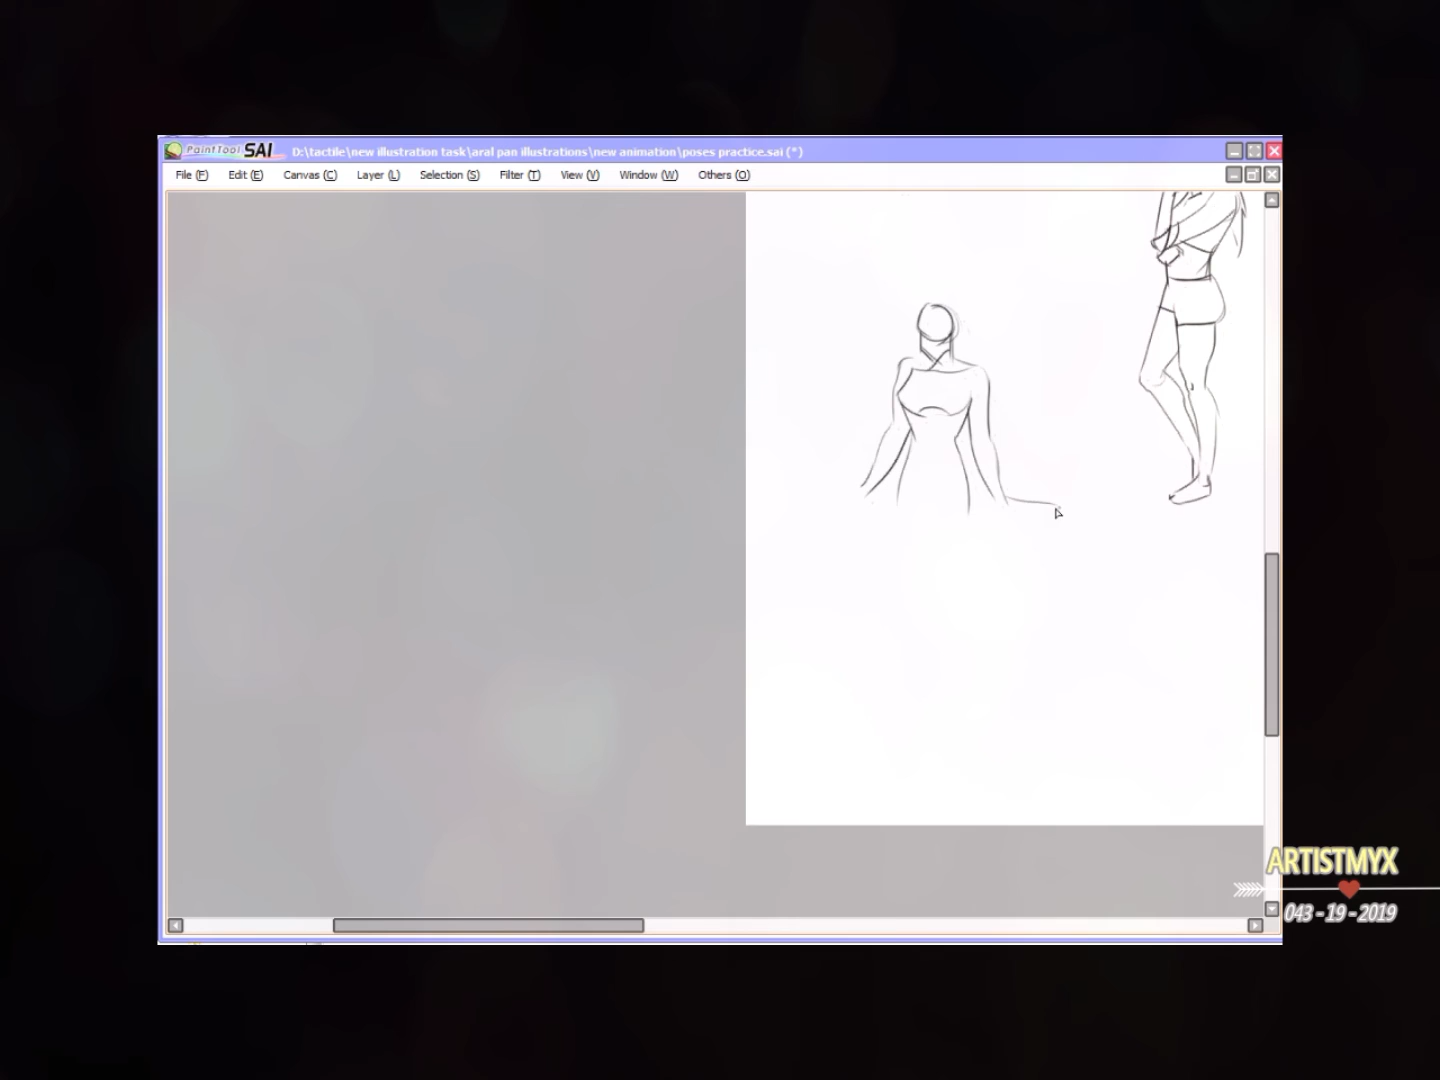 PaintTool SAI D:\tactile\new illustration task\aral pan illustrations\new animation\poses practice.sai (*)
File (F) Edit (E) Canvas (C) Layer (L) Selection (S) Filter (T) View (V) Window (W) Others (O)
ARTISTMYX
043-19-2019